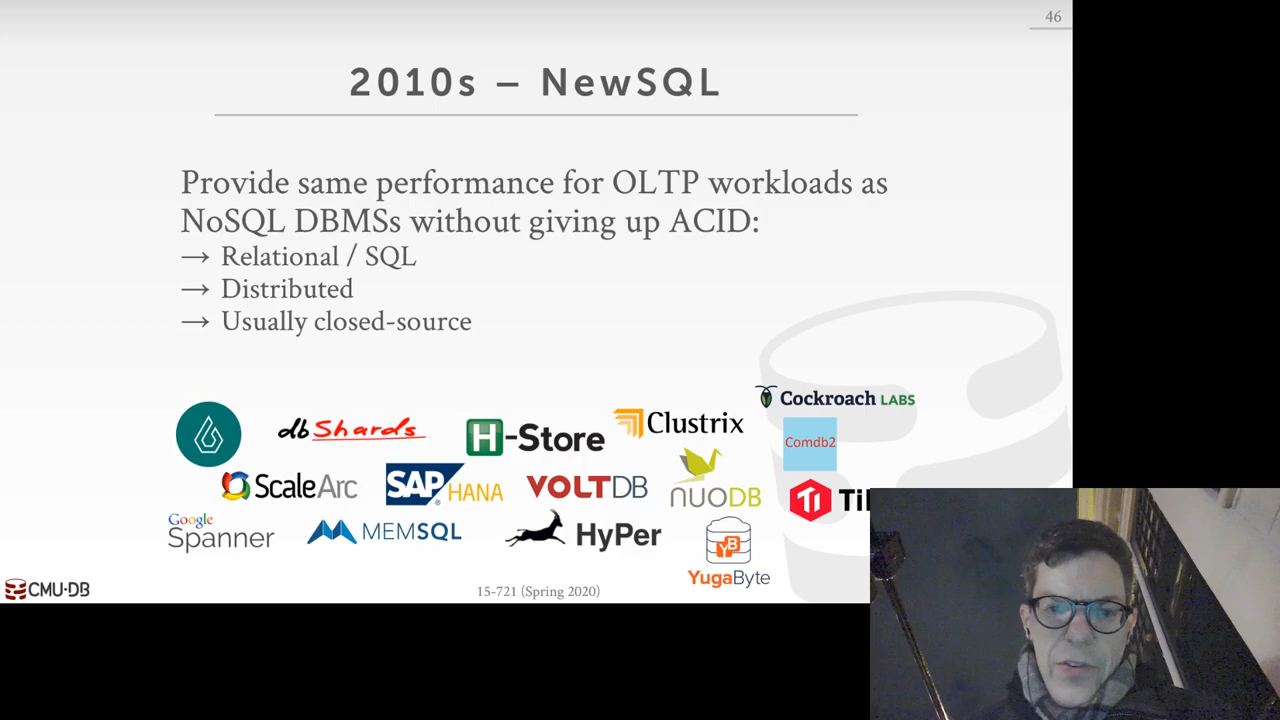 46
2010s – NewSQL
Provide same performance for OLTP workloads as
NoSQL DBMSs without giving up ACID:
→ Relational / SQL
→ Distributed
→ Usually closed-source
Cockroach LABS
dbShards
H-Store
Clustrix
Comdb2
ScaleArc
SAP HANA
VOLTDB
NUODB
Google
Spanner
MEMSQL
HyPer
YB
YugaByte
CMU·DB
15-721 (Spring 2020)